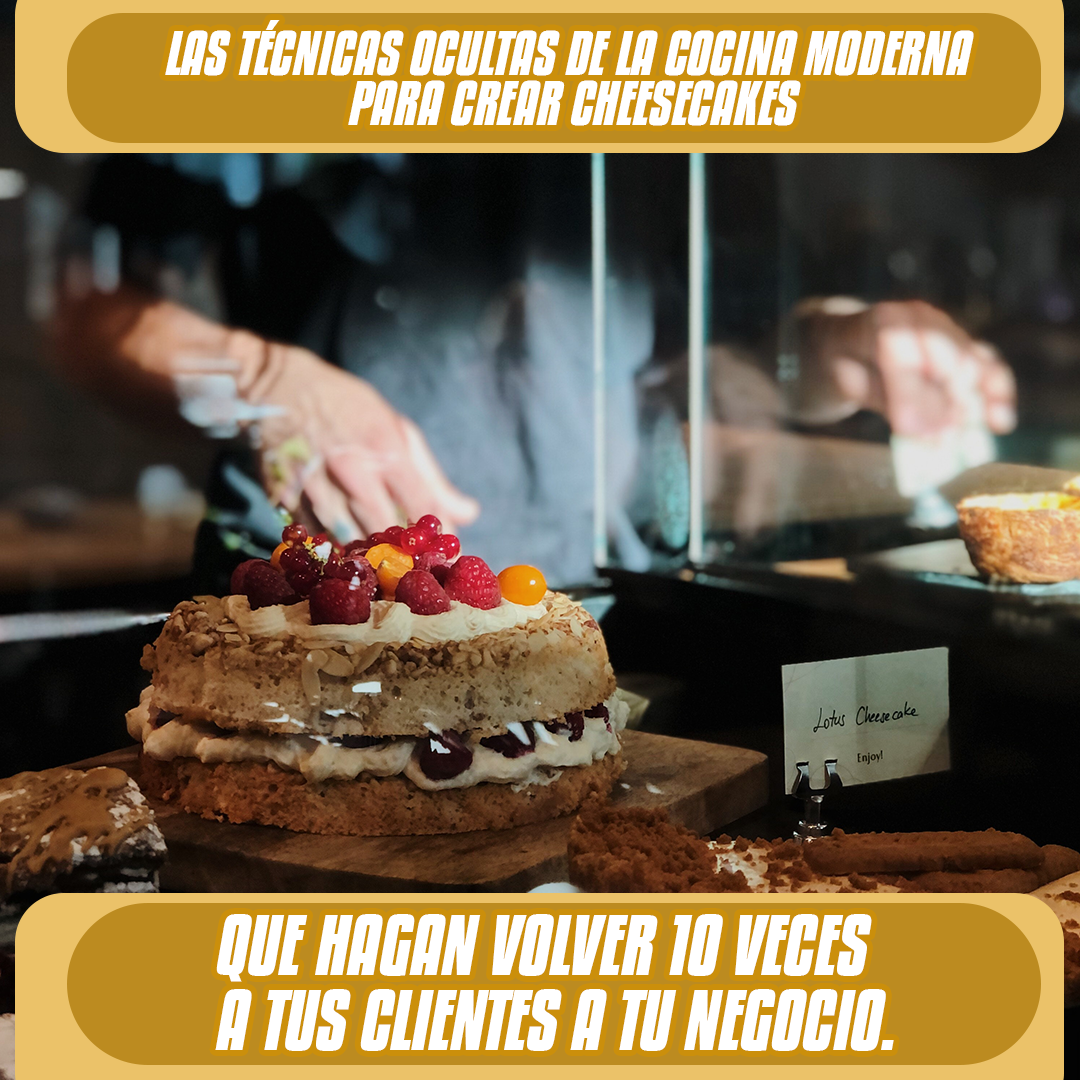 LAS TÉCNICAS OCULTAS DE LA COCINA MODERNA
PARA CREAR CHEESECAKES
Lotus Cheesecake
Enjoy!
QUE HAGAN VOLVER 10 VECES
A TUS CLIENTES A TU NEGOCIO.